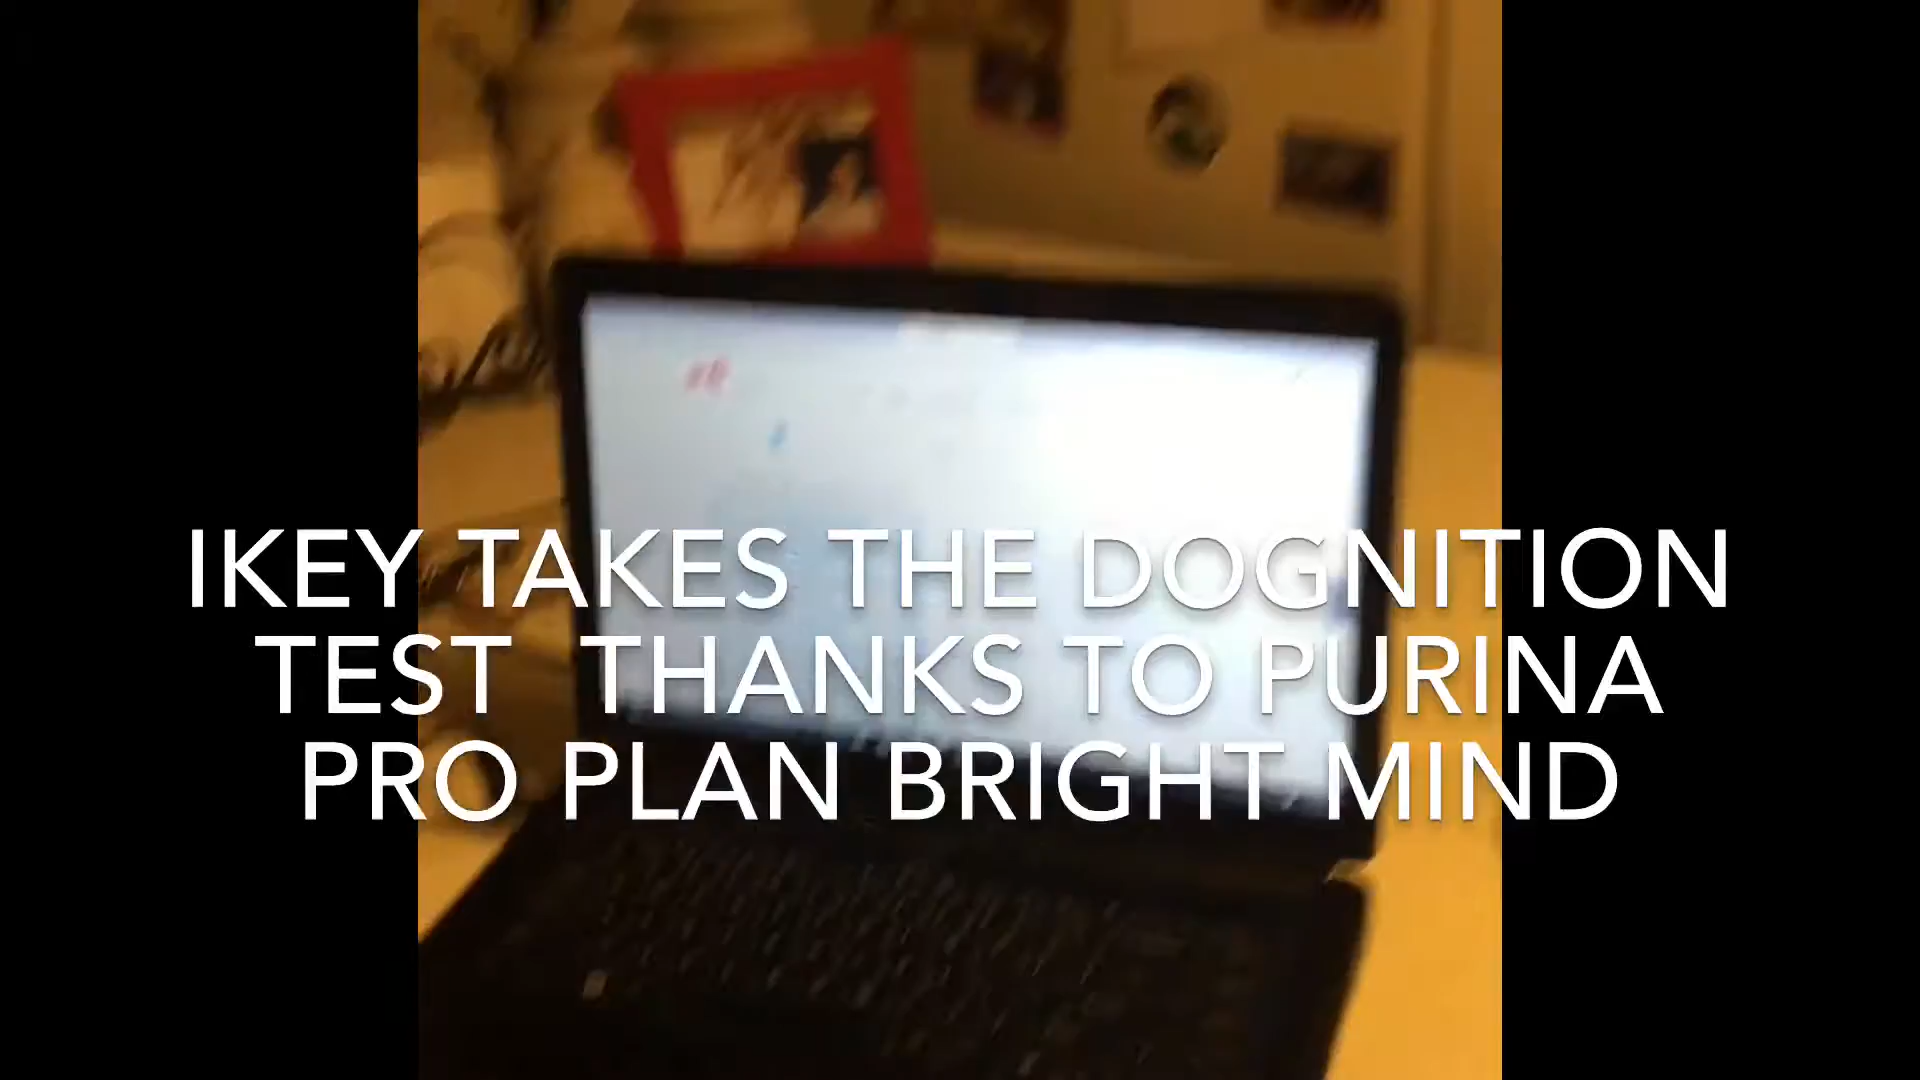 IKEY TAKES THE DOGNITION
TEST  THANKS TO PURINA
PRO PLAN BRIGHT MIND